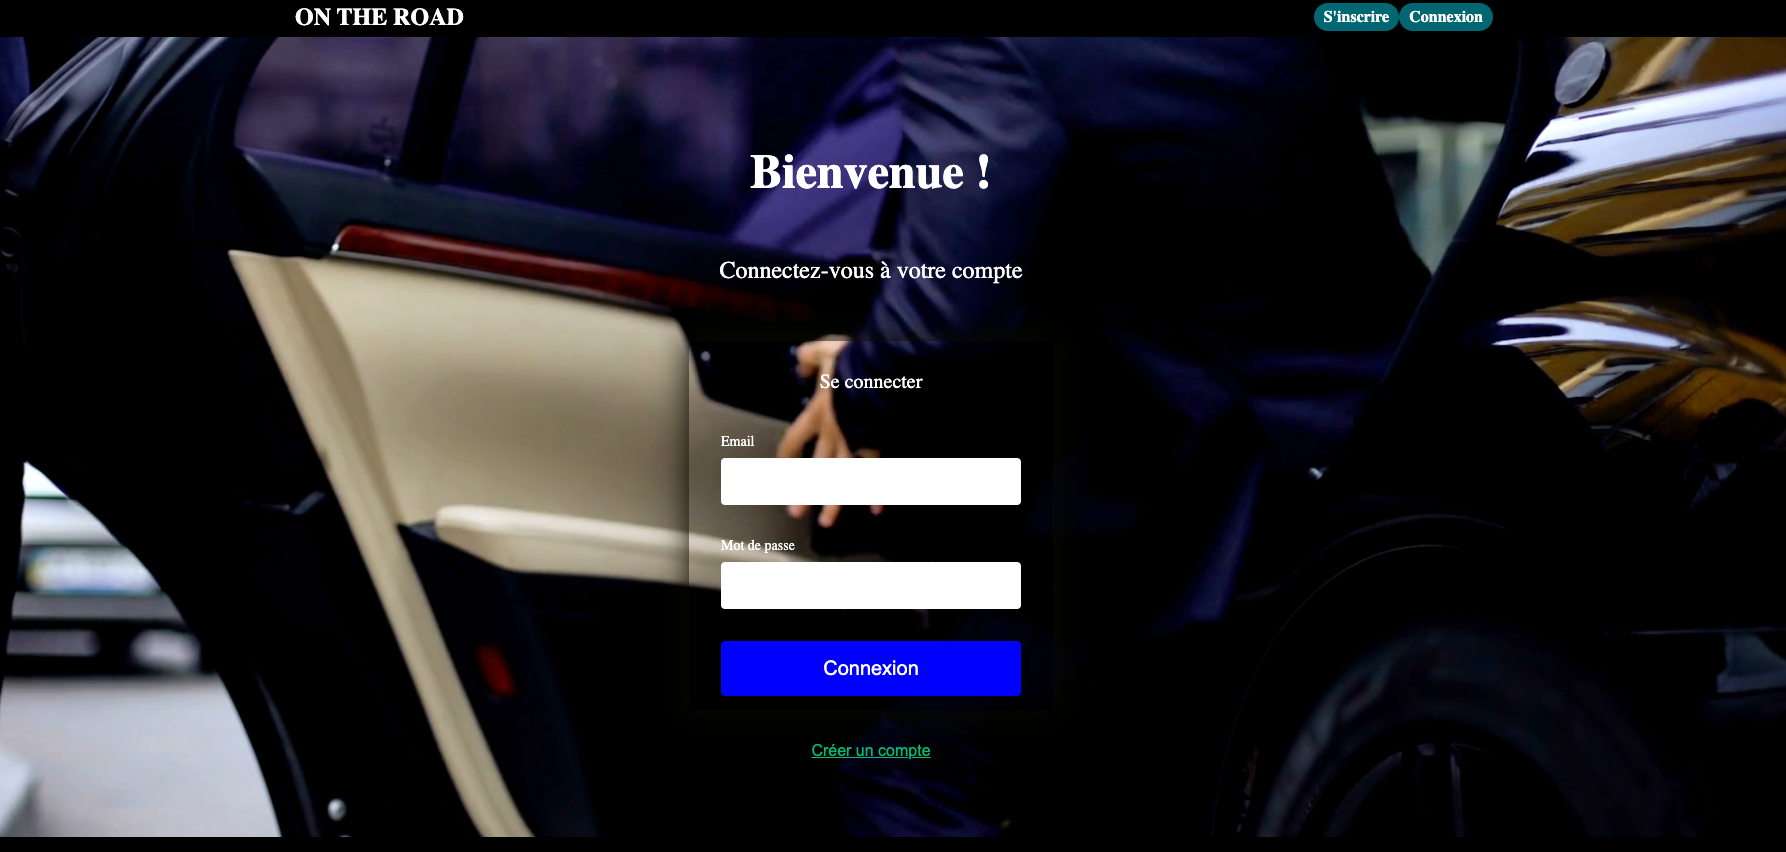 ON THE ROAD
S'inscrire Connexion
Bienvenue !
Connectez-vous à votre compte
Se connecter
Email
Mot de passe
Connexion
Créer un compte